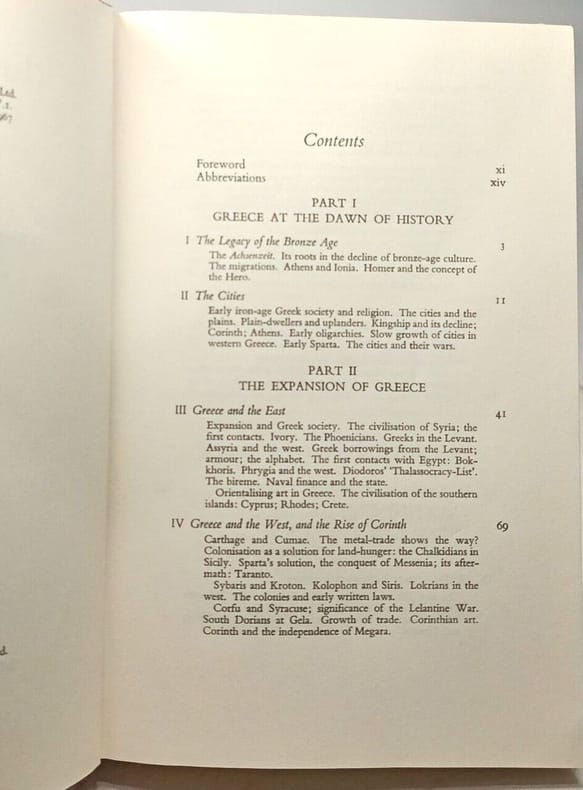 Ltd.
Contents
Foreword xi
Abbreviations xiv
PART I
GREECE AT THE DAWN OF HISTORY
I The Legacy of the Bronze Age 3
The Achsenzeit. Its roots in the decline of bronze-age culture.
The migrations. Athens and Ionia. Homer and the concept of
the Hero.
II The Cities 11
Early iron-age Greek society and religion. The cities and the
plains. Plain-dwellers and uplanders. Kingship and its decline;
Corinth; Athens. Early oligarchies. Slow growth of cities in
western Greece. Early Sparta. The cities and their wars.
PART II
THE EXPANSION OF GREECE
III Greece and the East 41
Expansion and Greek society. The civilisation of Syria; the
first contacts. Ivory. The Phoenicians. Greeks in the Levant.
Assyria and the west. Greek borrowings from the Levant;
armour; the alphabet. The first contacts with Egypt: Bok-
khoris. Phrygia and the west. Diodoros' 'Thalassocracy-List'.
The bireme. Naval finance and the state.
Orientalising art in Greece. The civilisation of the southern
islands: Cyprus; Rhodes; Crete.
IV Greece and the West, and the Rise of Corinth 69
Carthage and Cumae. The metal-trade shows the way?
Colonisation as a solution for land-hunger: the Chalkidians in
Sicily. Sparta's solution, the conquest of Messenia; its after-
math: Taranto.
Sybaris and Kroton. Kolophon and Siris. Lokrians in the
west. The colonies and early written laws.
Corfu and Syracuse; significance of the Lelantine War.
South Dorians at Gela. Growth of trade. Corinthian art.
Corinth and the independence of Megara.